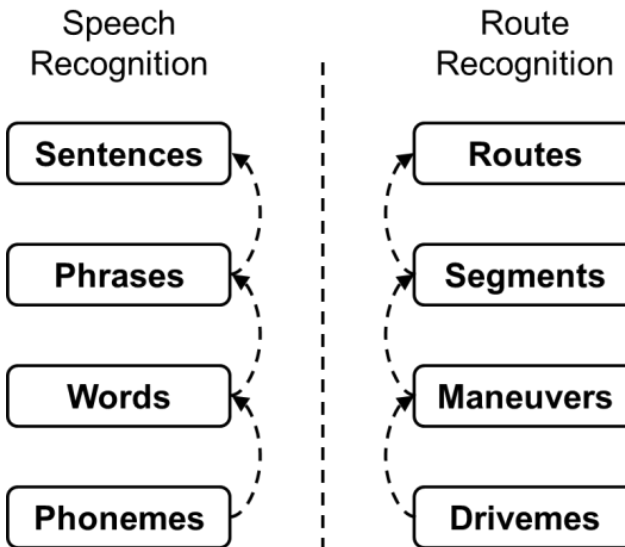 Speech
Recognition
Sentences
Phrases
Words
Phonemes
Route
Recognition
Routes
Segments
Maneuvers
Drivemes